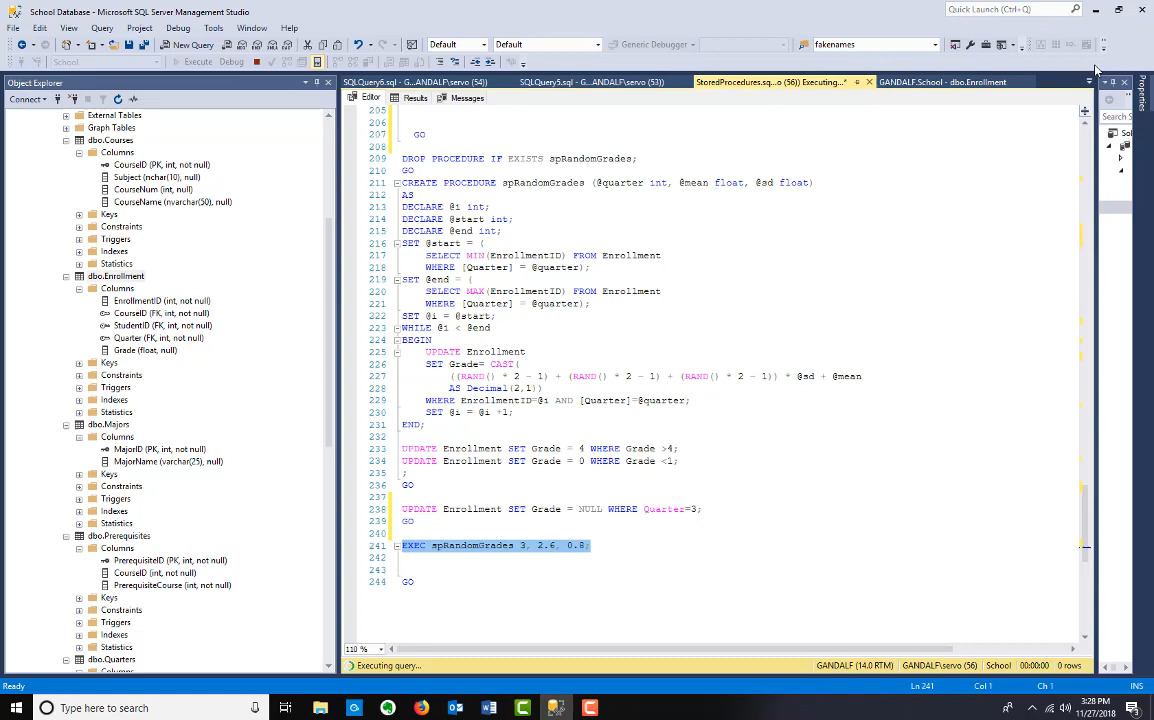 School Database - Microsoft SQL Server Management Studio
Quick Launch (Ctrl+Q)
File Edit View Query Project Debug Tools Window Help
New Query Default Default Generic Debugger fakenames
School Execute Debug
Object Explorer
Connect
External Tables
Graph Tables
dbo.Courses
Columns
CourseID (PK, int, not null)
Subject (nchar(10), null)
CourseNum (int, null)
CourseName (nvarchar(50), null)
Keys
Constraints
Triggers
Indexes
Statistics
dbo.Enrollment
Columns
EnrollmentID (int, not null)
CourseID (FK, int, not null)
StudentID (FK, int, not null)
Quarter (FK, int, not null)
Grade (float, null)
Keys
Constraints
Triggers
Indexes
Statistics
dbo.Majors
Columns
MajorID (PK, int, not null)
MajorName (varchar(25), null)
Keys
Constraints
Triggers
Indexes
Statistics
dbo.Prerequisites
Columns
PrerequisiteID (PK, int, not null)
CourseID (int, not null)
PrerequisiteCourse (int, not null)
Keys
Constraints
Triggers
Indexes
Statistics
dbo.Quarters
SQLQuery6.sql - G...ANDALF\servo (54)) SQLQuery5.sql - G...ANDALF\servo (53)) StoredProcedures.sq...o (56)) Executing...* GANDALF.School - dbo.Enrollment
Editor Results Messages
205
206
207 GO
208
209 DROP PROCEDURE IF EXISTS spRandomGrades;
210 GO
211 CREATE PROCEDURE spRandomGrades (@quarter int, @mean float, @sd float)
212 AS
213 DECLARE @i int;
214 DECLARE @start int;
215 DECLARE @end int;
216 SET @start = (
217 SELECT MIN(EnrollmentID) FROM Enrollment
218 WHERE [Quarter] = @quarter);
219 SET @end = (
220 SELECT MAX(EnrollmentID) FROM Enrollment
221 WHERE [Quarter] = @quarter);
222 SET @i = @start;
223 WHILE @i < @end
224 BEGIN
225 UPDATE Enrollment
226 SET Grade= CAST(
227 ((RAND() * 2 - 1) + (RAND() * 2 - 1) + (RAND() * 2 - 1)) * @sd + @mean
228 AS Decimal(2,1))
229 WHERE EnrollmentID=@i AND [Quarter]=@quarter;
230 SET @i = @i +1;
231 END;
232
233 UPDATE Enrollment SET Grade = 4 WHERE Grade >4;
234 UPDATE Enrollment SET Grade = 0 WHERE Grade <1;
235 ;
236 GO
237
238 UPDATE Enrollment SET Grade = NULL WHERE Quarter=3;
239 GO
240
241 EXEC spRandomGrades 3, 2.6, 0.8;
242
243
244 GO
110 %
Executing query... GANDALF (14.0 RTM) GANDALF\servo (56) School 00:00:00 0 rows
Properties
Search S
Sol
Ready Ln 241 Col 1 Ch 1 INS
Type here to search
3:28 PM
11/27/2018